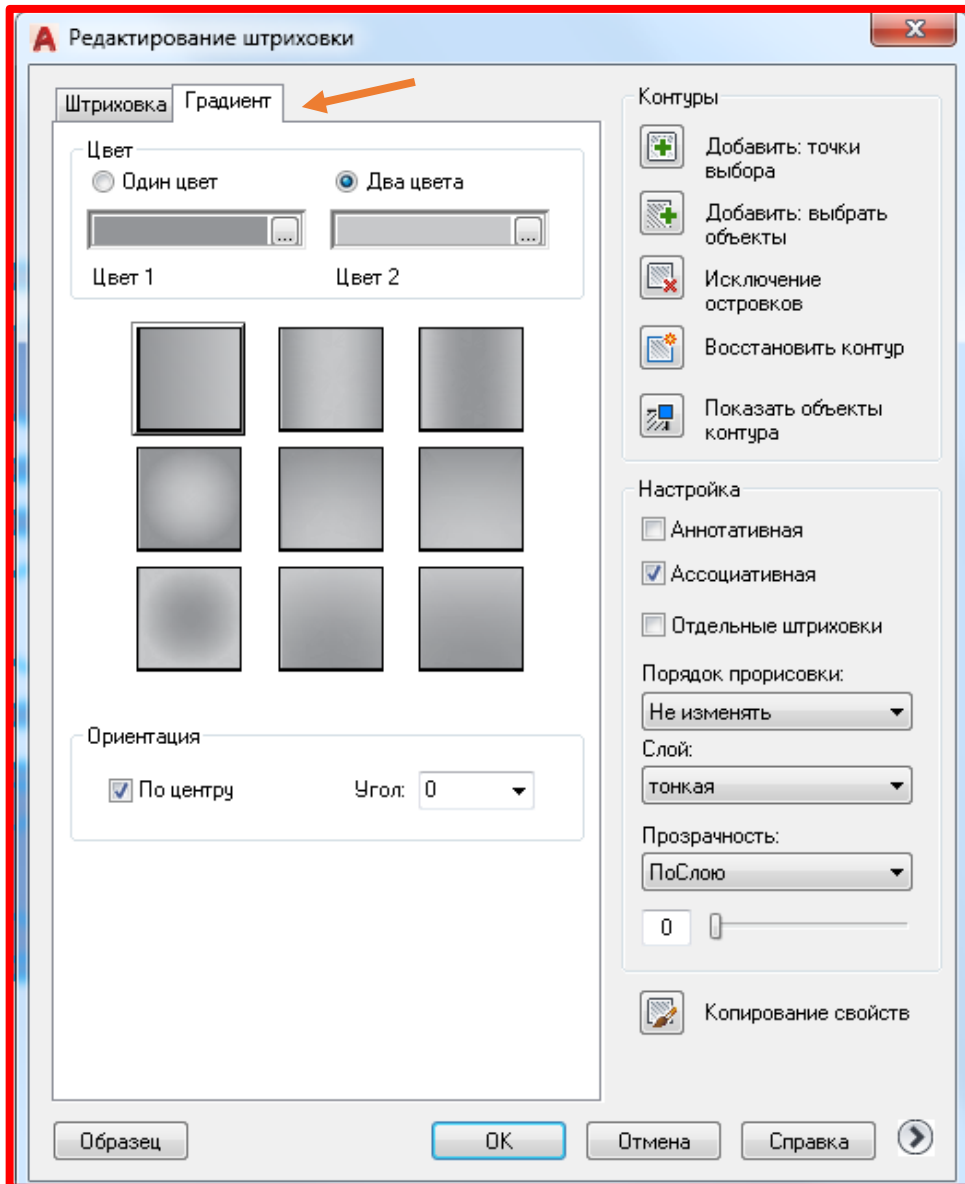 Редактирование штриховки
Штриховка Градиент
Цвет
Один цвет
Два цвета
...
...
Цвет 1
Цвет 2
Ориентация
По центру
Угол: 0
Контуры
Добавить: точки
выбора
Добавить: выбрать
объекты
Исключение
островков
Восстановить контур
Показать объекты
контура
Настройка
Аннотативная
Ассоциативная
Отдельные штриховки
Порядок прорисовки:
Не изменять
Слой:
тонкая
Прозрачность:
ПоСлою
0
Копирование свойств
Образец
OK
Отмена
Справка